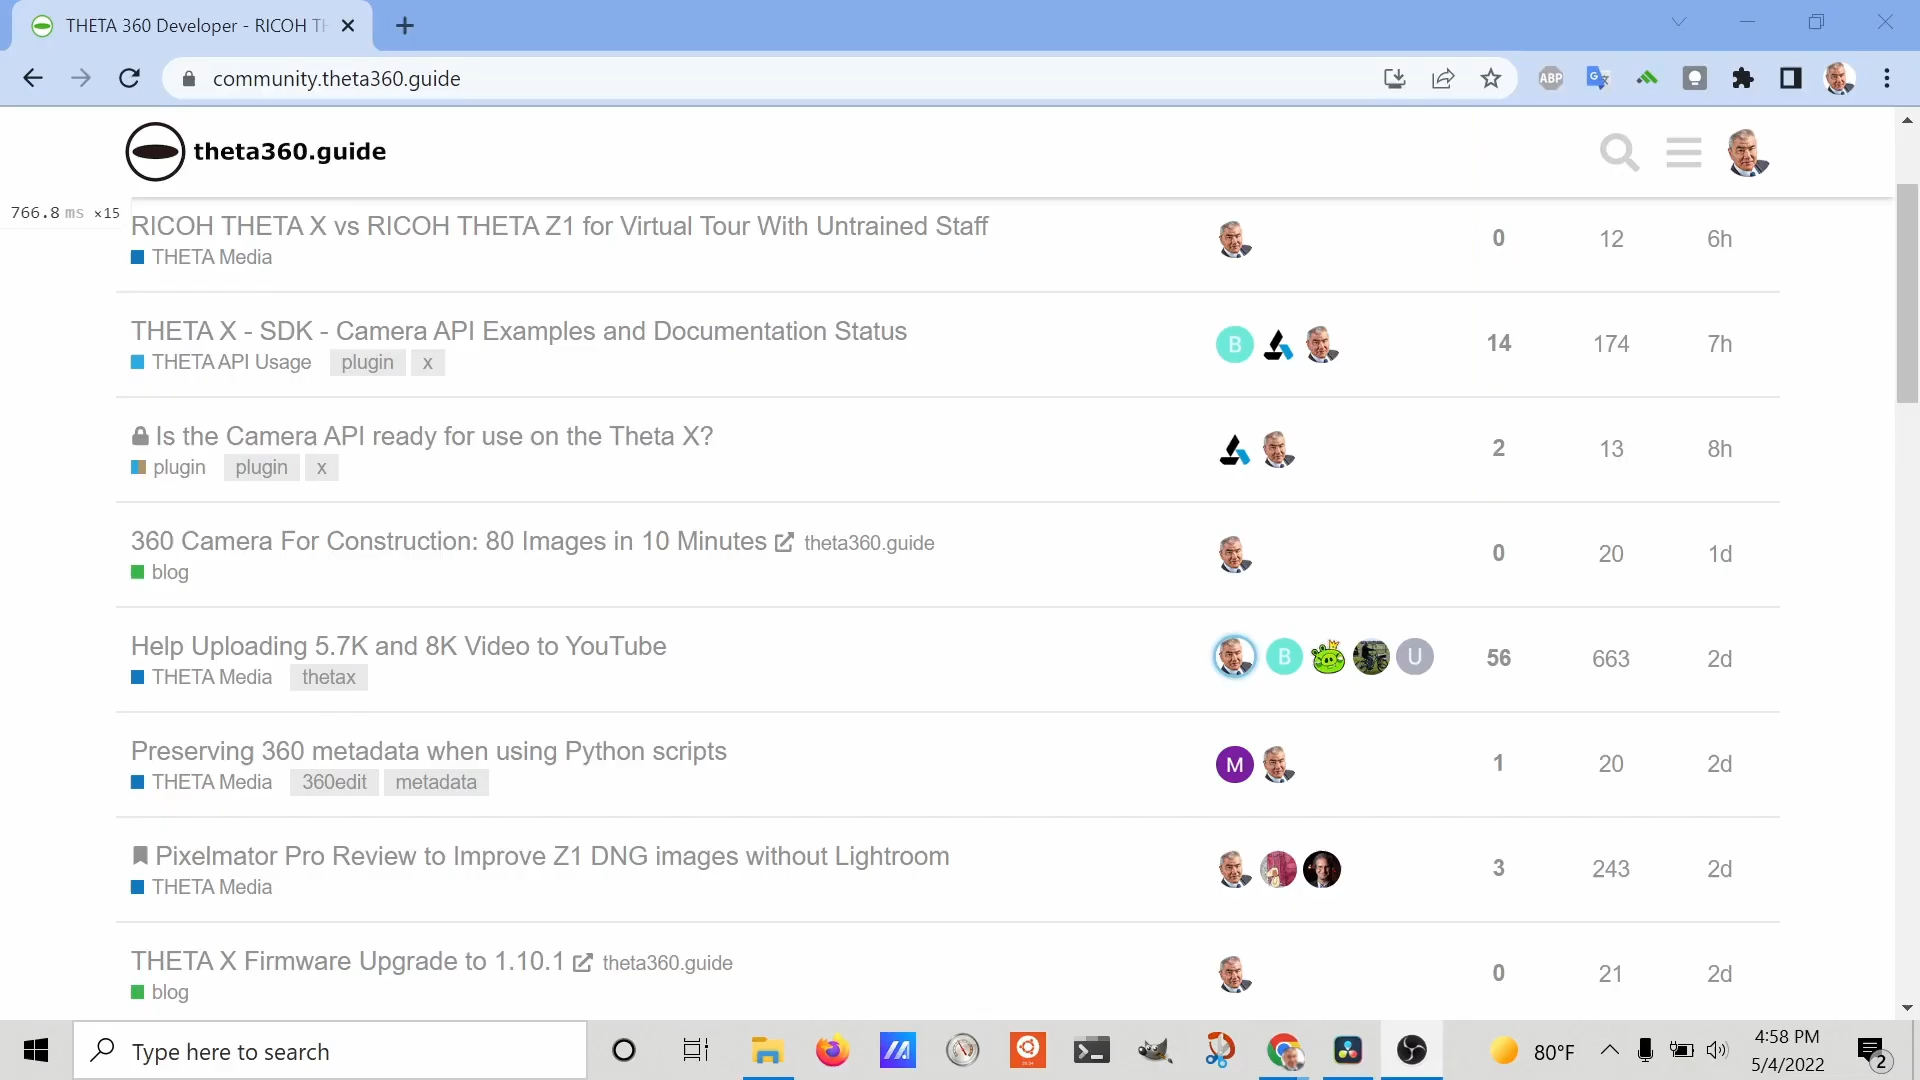 THETA 360 Developer - RICOH TH
community.theta360.guide
ABP
theta360.guide
766.8 ms ×15
RICOH THETA X vs RICOH THETA Z1 for Virtual Tour With Untrained Staff
THETA Media
0 12 6h
THETA X - SDK - Camera API Examples and Documentation Status
THETA API Usage plugin x
B 14 174 7h
Is the Camera API ready for use on the Theta X?
plugin plugin x
2 13 8h
360 Camera For Construction: 80 Images in 10 Minutes theta360.guide
blog
0 20 1d
Help Uploading 5.7K and 8K Video to YouTube
THETA Media thetax
B U 56 663 2d
Preserving 360 metadata when using Python scripts
THETA Media 360edit metadata
M 1 20 2d
Pixelmator Pro Review to Improve Z1 DNG images without Lightroom
THETA Media
3 243 2d
THETA X Firmware Upgrade to 1.10.1 theta360.guide
blog
0 21 2d
Type here to search
80°F
4:58 PM
5/4/2022
2